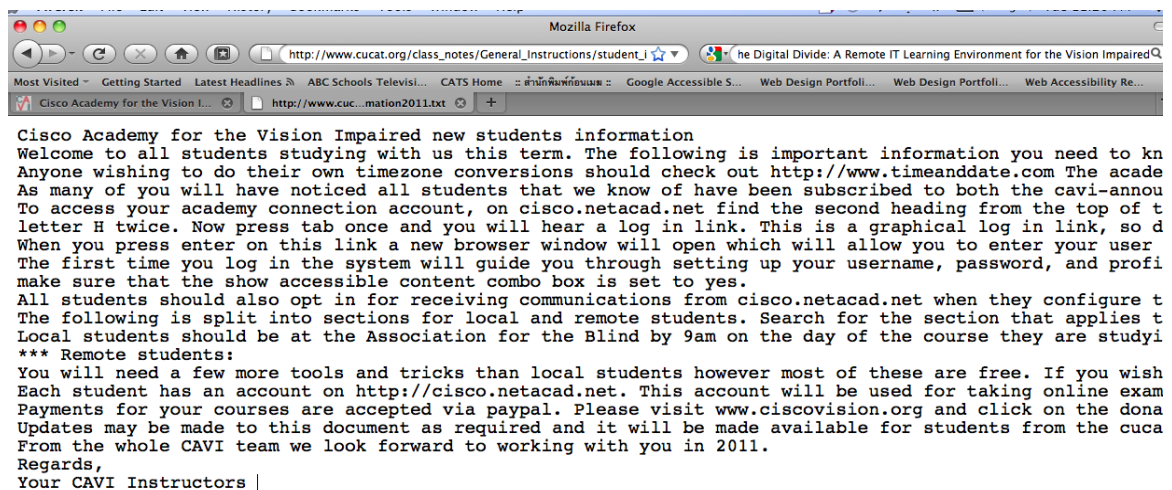 Mozilla Firefox
http://www.cucat.org/class_notes/General_Instructions/student_i
he Digital Divide: A Remote IT Learning Environment for the Vision Impaired
Most Visited Getting Started Latest Headlines ABC Schools Televisi... CATS Home :: สำนักพิมพ์ก้อนเมฆ :: Google Accessible S... Web Design Portfoli... Web Design Portfoli... Web Accessibility Re...
Cisco Academy for the Vision I... http://www.cuc...mation2011.txt +
Cisco Academy for the Vision Impaired new students information
Welcome to all students studying with us this term. The following is important information you need to kn
Anyone wishing to do their own timezone conversions should check out http://www.timeanddate.com The acade
As many of you will have noticed all students that we know of have been subscribed to both the cavi-annou
To access your academy connection account, on cisco.netacad.net find the second heading from the top of t
letter H twice. Now press tab once and you will hear a log in link. This is a graphical log in link, so d
When you press enter on this link a new browser window will open which will allow you to enter your user
The first time you log in the system will guide you through setting up your username, password, and profi
make sure that the show accessible content combo box is set to yes.
All students should also opt in for receiving communications from cisco.netacad.net when they configure t
The following is split into sections for local and remote students. Search for the section that applies t
Local students should be at the Association for the Blind by 9am on the day of the course they are studyi
*** Remote students:
You will need a few more tools and tricks than local students however most of these are free. If you wish
Each student has an account on http://cisco.netacad.net. This account will be used for taking online exam
Payments for your courses are accepted via paypal. Please visit www.ciscovision.org and click on the dona
Updates may be made to this document as required and it will be made available for students from the cuca
From the whole CAVI team we look forward to working with you in 2011.
Regards,
Your CAVI Instructors